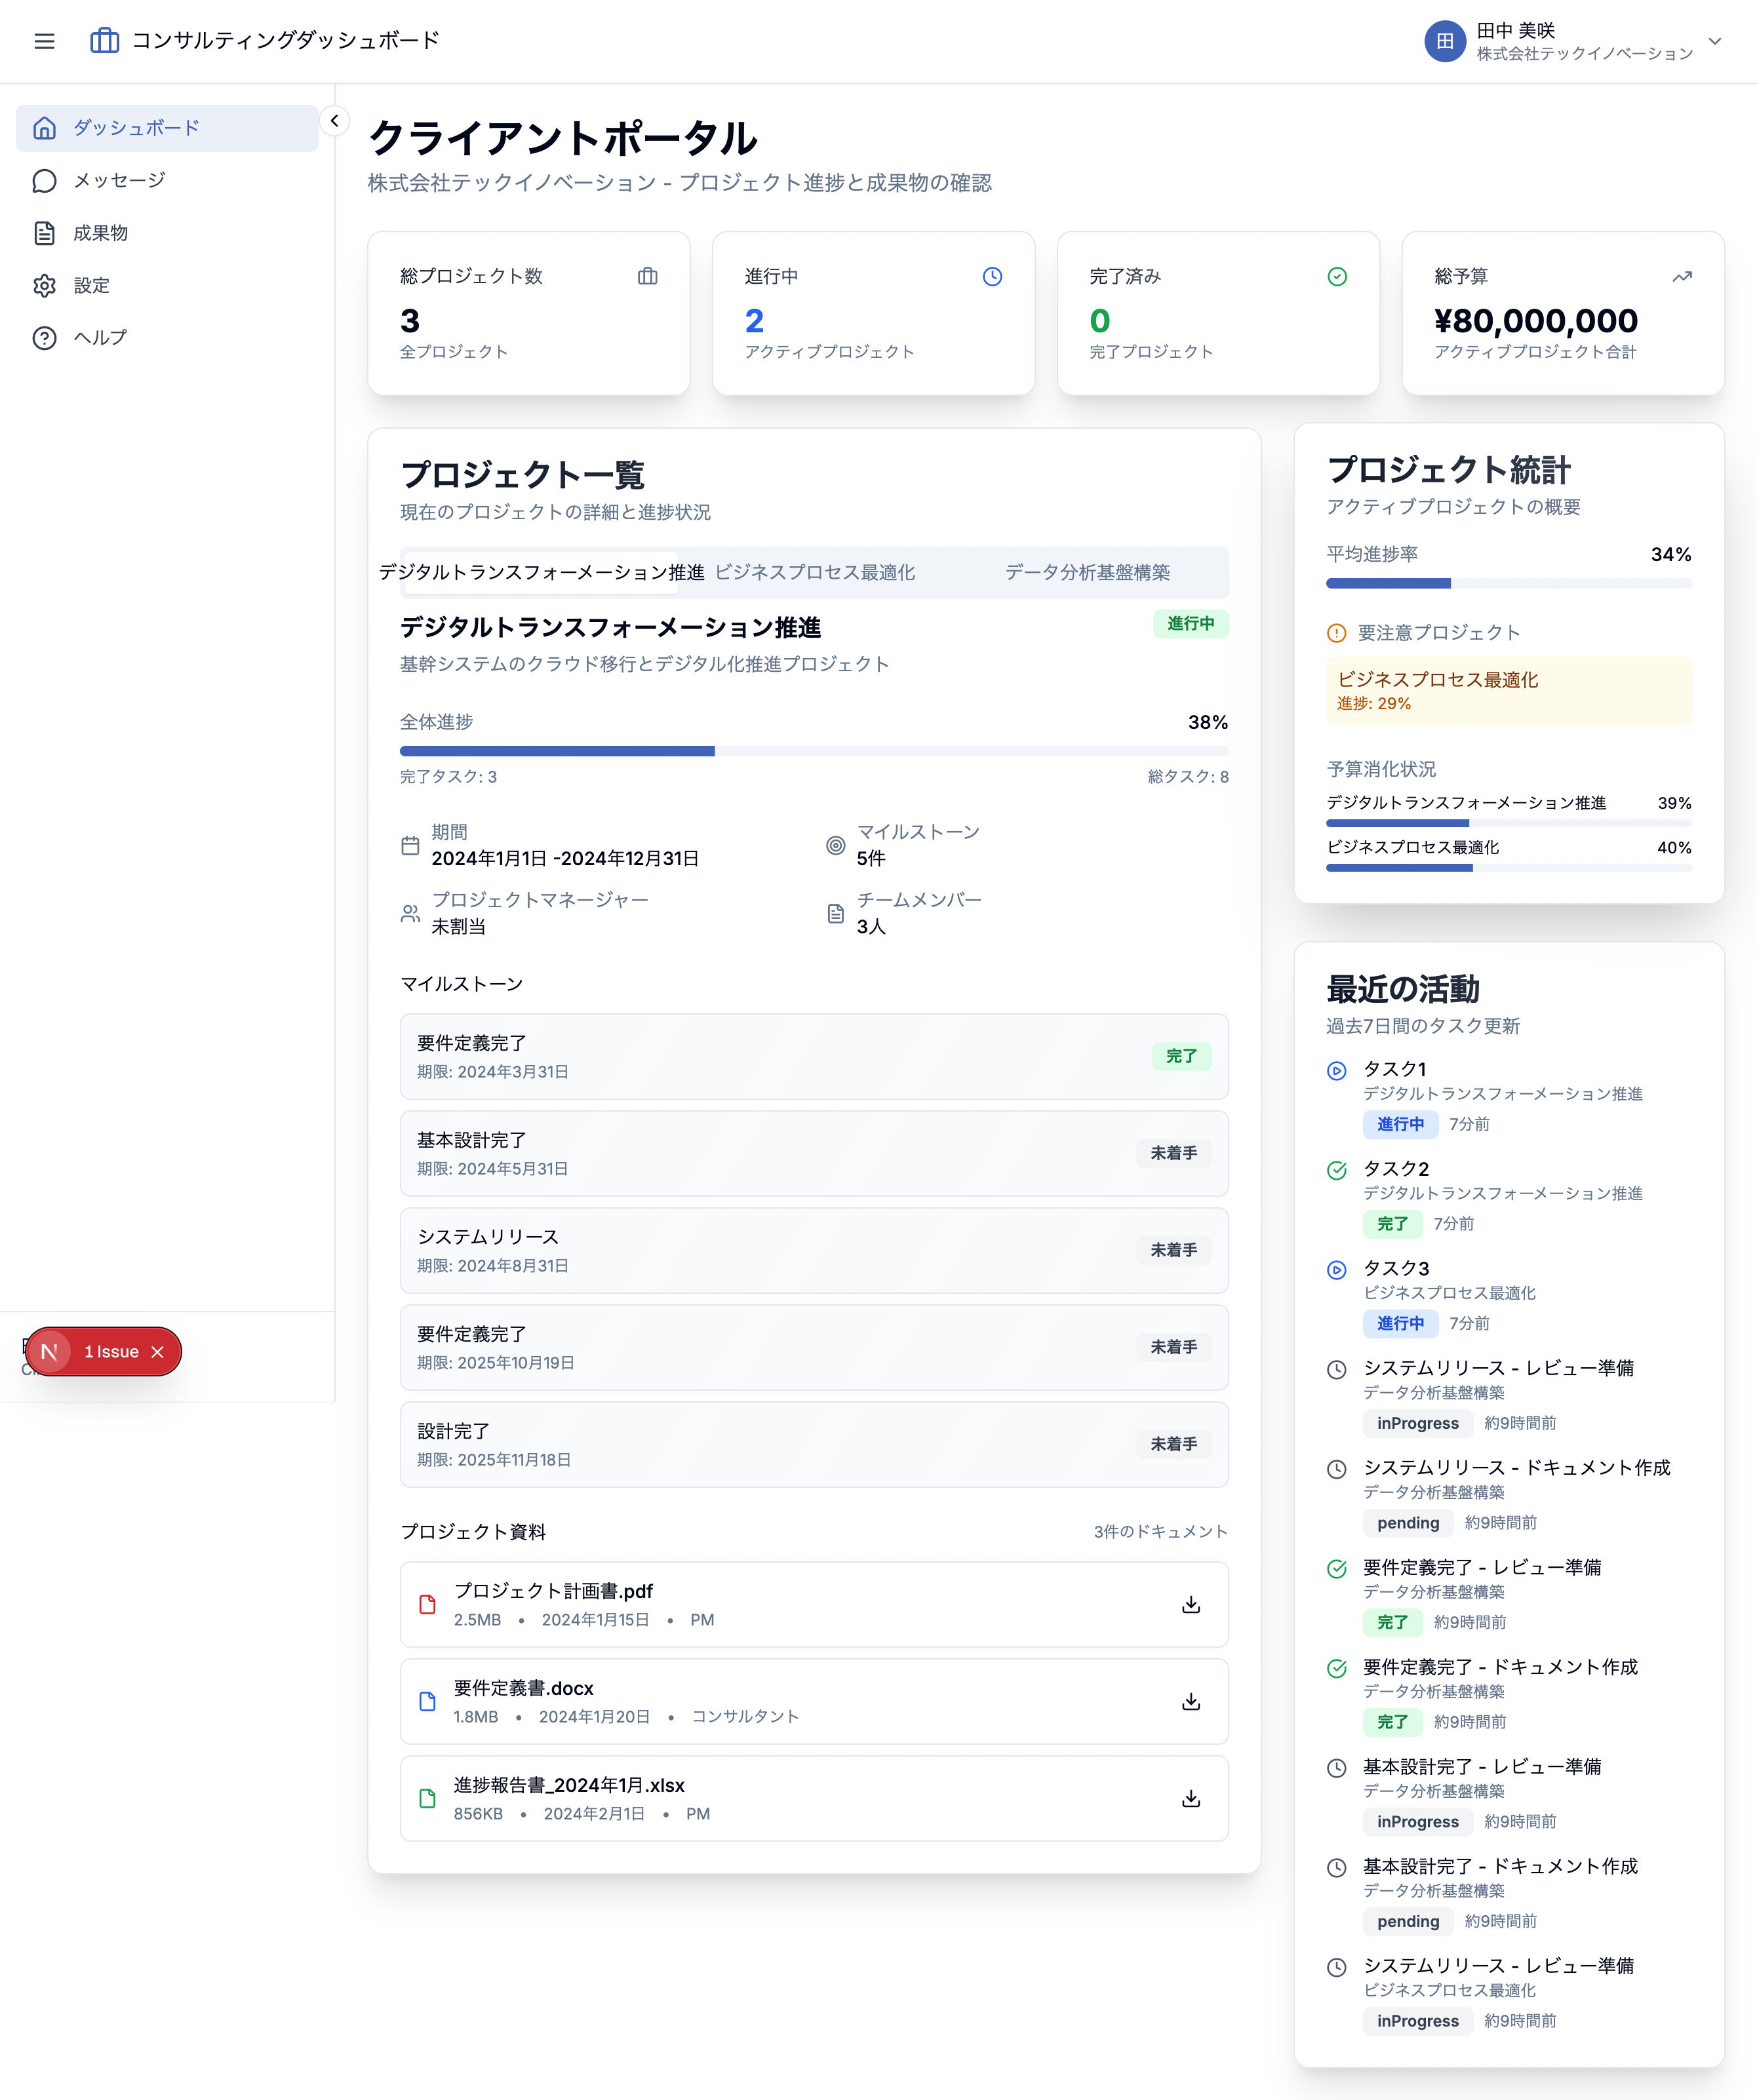 コンサルティングダッシュボード
田
田中 美咲
株式会社テックイノベーション
ダッシュボード
メッセージ
成果物
設定
ヘルプ
N 1 Issue
クライアントポータル
株式会社テックイノベーション - プロジェクト進捗と成果物の確認
総プロジェクト数
3
全プロジェクト
進行中
2
アクティブプロジェクト
完了済み
0
完了プロジェクト
総予算
¥80,000,000
アクティブプロジェクト合計
プロジェクト一覧
現在のプロジェクトの詳細と進捗状況
デジタルトランスフォーメーション推進 ビジネスプロセス最適化 データ分析基盤構築
デジタルトランスフォーメーション推進 進行中
基幹システムのクラウド移行とデジタル化推進プロジェクト
全体進捗 38%
完了タスク: 3 総タスク: 8
期間
2024年1月1日 -2024年12月31日
マイルストーン
5件
プロジェクトマネージャー
未割当
チームメンバー
3人
マイルストーン
要件定義完了
期限: 2024年3月31日
完了
基本設計完了
期限: 2024年5月31日
未着手
システムリリース
期限: 2024年8月31日
未着手
要件定義完了
期限: 2025年10月19日
未着手
設計完了
期限: 2025年11月18日
未着手
プロジェクト資料 3件のドキュメント
プロジェクト計画書.pdf
2.5MB • 2024年1月15日 • PM
要件定義書.docx
1.8MB • 2024年1月20日 • コンサルタント
進捗報告書_2024年1月.xlsx
856KB • 2024年2月1日 • PM
プロジェクト統計
アクティブプロジェクトの概要
平均進捗率 34%
要注意プロジェクト
ビジネスプロセス最適化
進捗: 29%
予算消化状況
デジタルトランスフォーメーション推進 39%
ビジネスプロセス最適化 40%
最近の活動
過去7日間のタスク更新
タスク1
デジタルトランスフォーメーション推進
進行中 7分前
タスク2
デジタルトランスフォーメーション推進
完了 7分前
タスク3
ビジネスプロセス最適化
進行中 7分前
システムリリース - レビュー準備
データ分析基盤構築
inProgress 約9時間前
システムリリース - ドキュメント作成
データ分析基盤構築
pending 約9時間前
要件定義完了 - レビュー準備
データ分析基盤構築
完了 約9時間前
要件定義完了 - ドキュメント作成
データ分析基盤構築
完了 約9時間前
基本設計完了 - レビュー準備
データ分析基盤構築
inProgress 約9時間前
基本設計完了 - ドキュメント作成
データ分析基盤構築
pending 約9時間前
システムリリース - レビュー準備
ビジネスプロセス最適化
inProgress 約9時間前